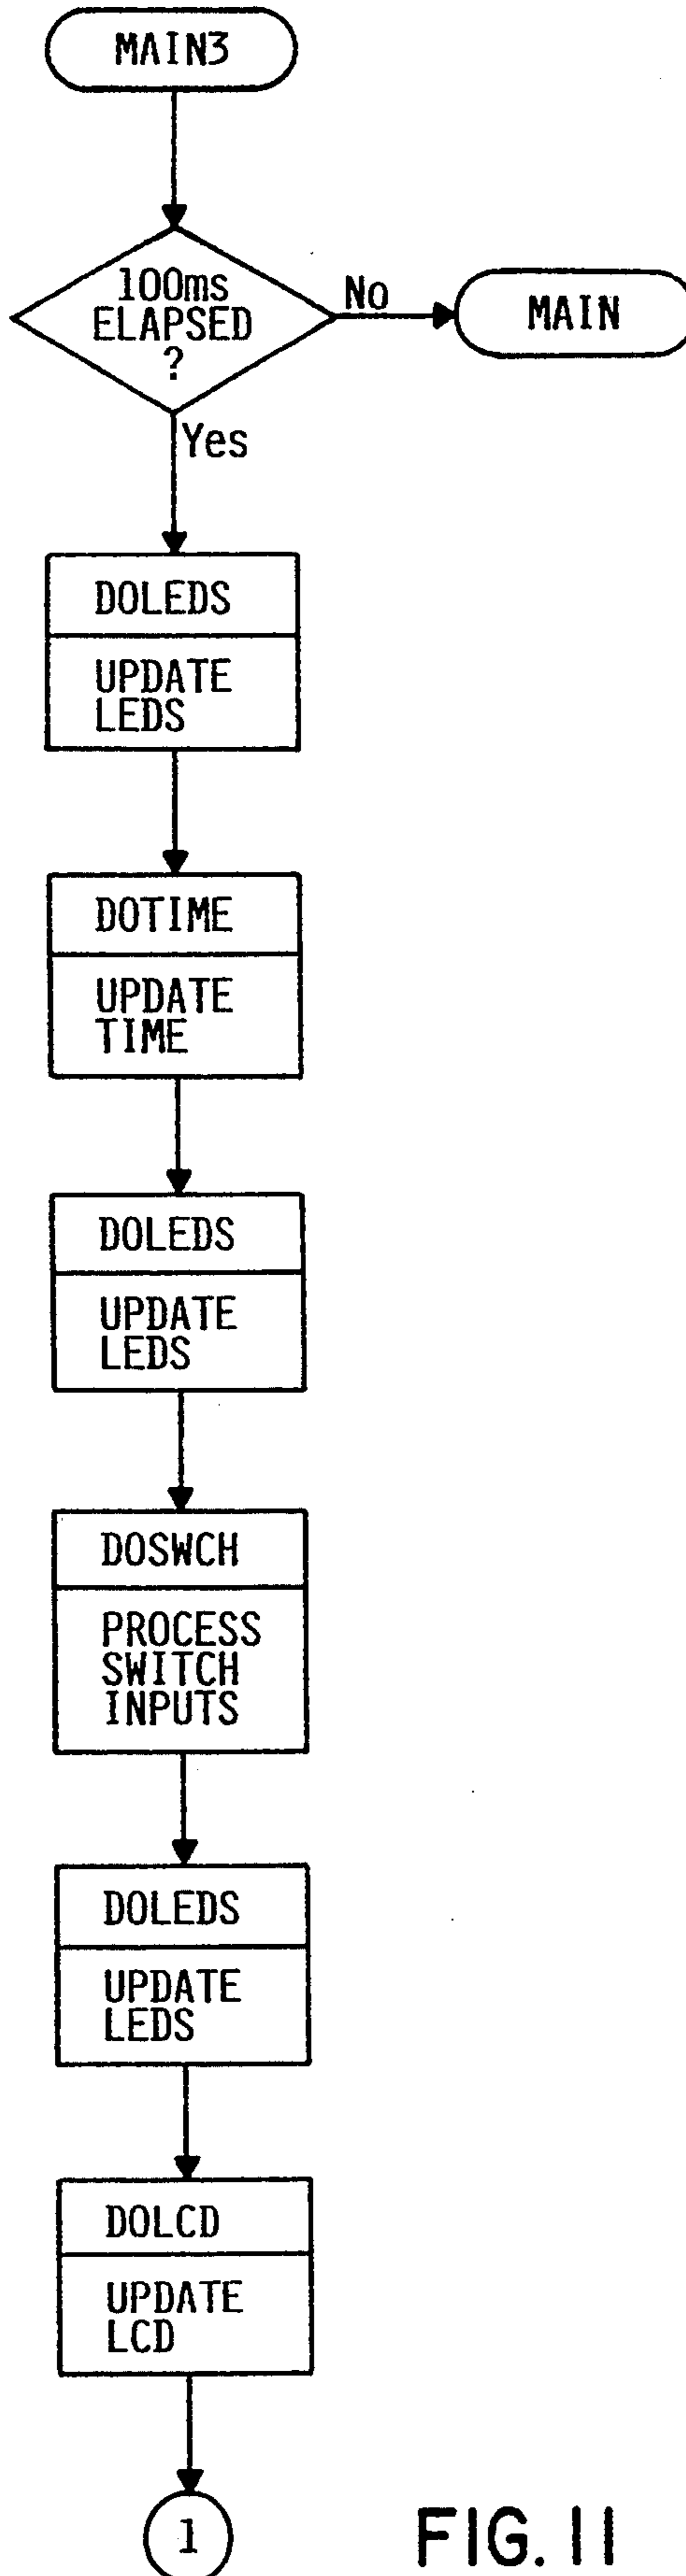 MAIN3
100ms
ELAPSED
?
No
MAIN
Yes
DOLEDS
UPDATE
LEDS
DOTIME
UPDATE
TIME
DOLEDS
UPDATE
LEDS
DOSWCH
PROCESS
SWITCH
INPUTS
DOLEDS
UPDATE
LEDS
DOLCD
UPDATE
LCD
1
FIG. 11